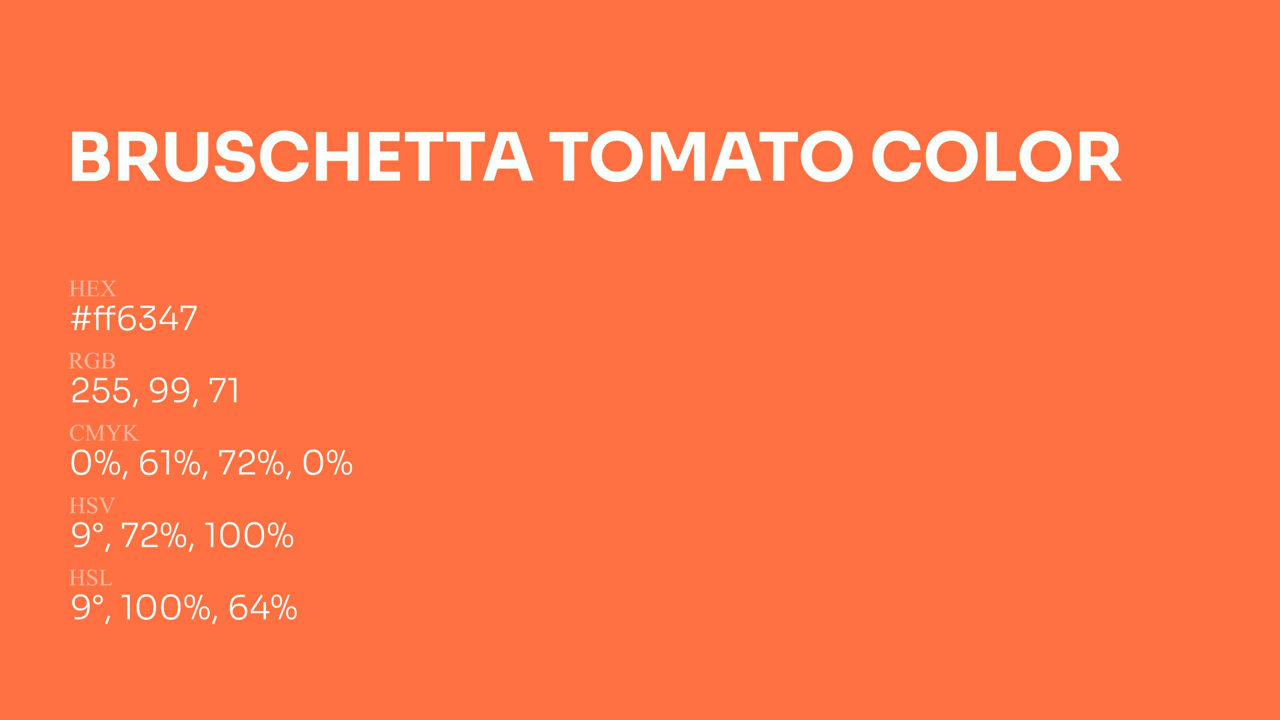 BRUSCHETTA TOMATO COLOR
HEX
#ff6347
RGB
255, 99, 71
CMYK
0%, 61%, 72%, 0%
HSV
9°, 72%, 100%
HSL
9°, 100%, 64%